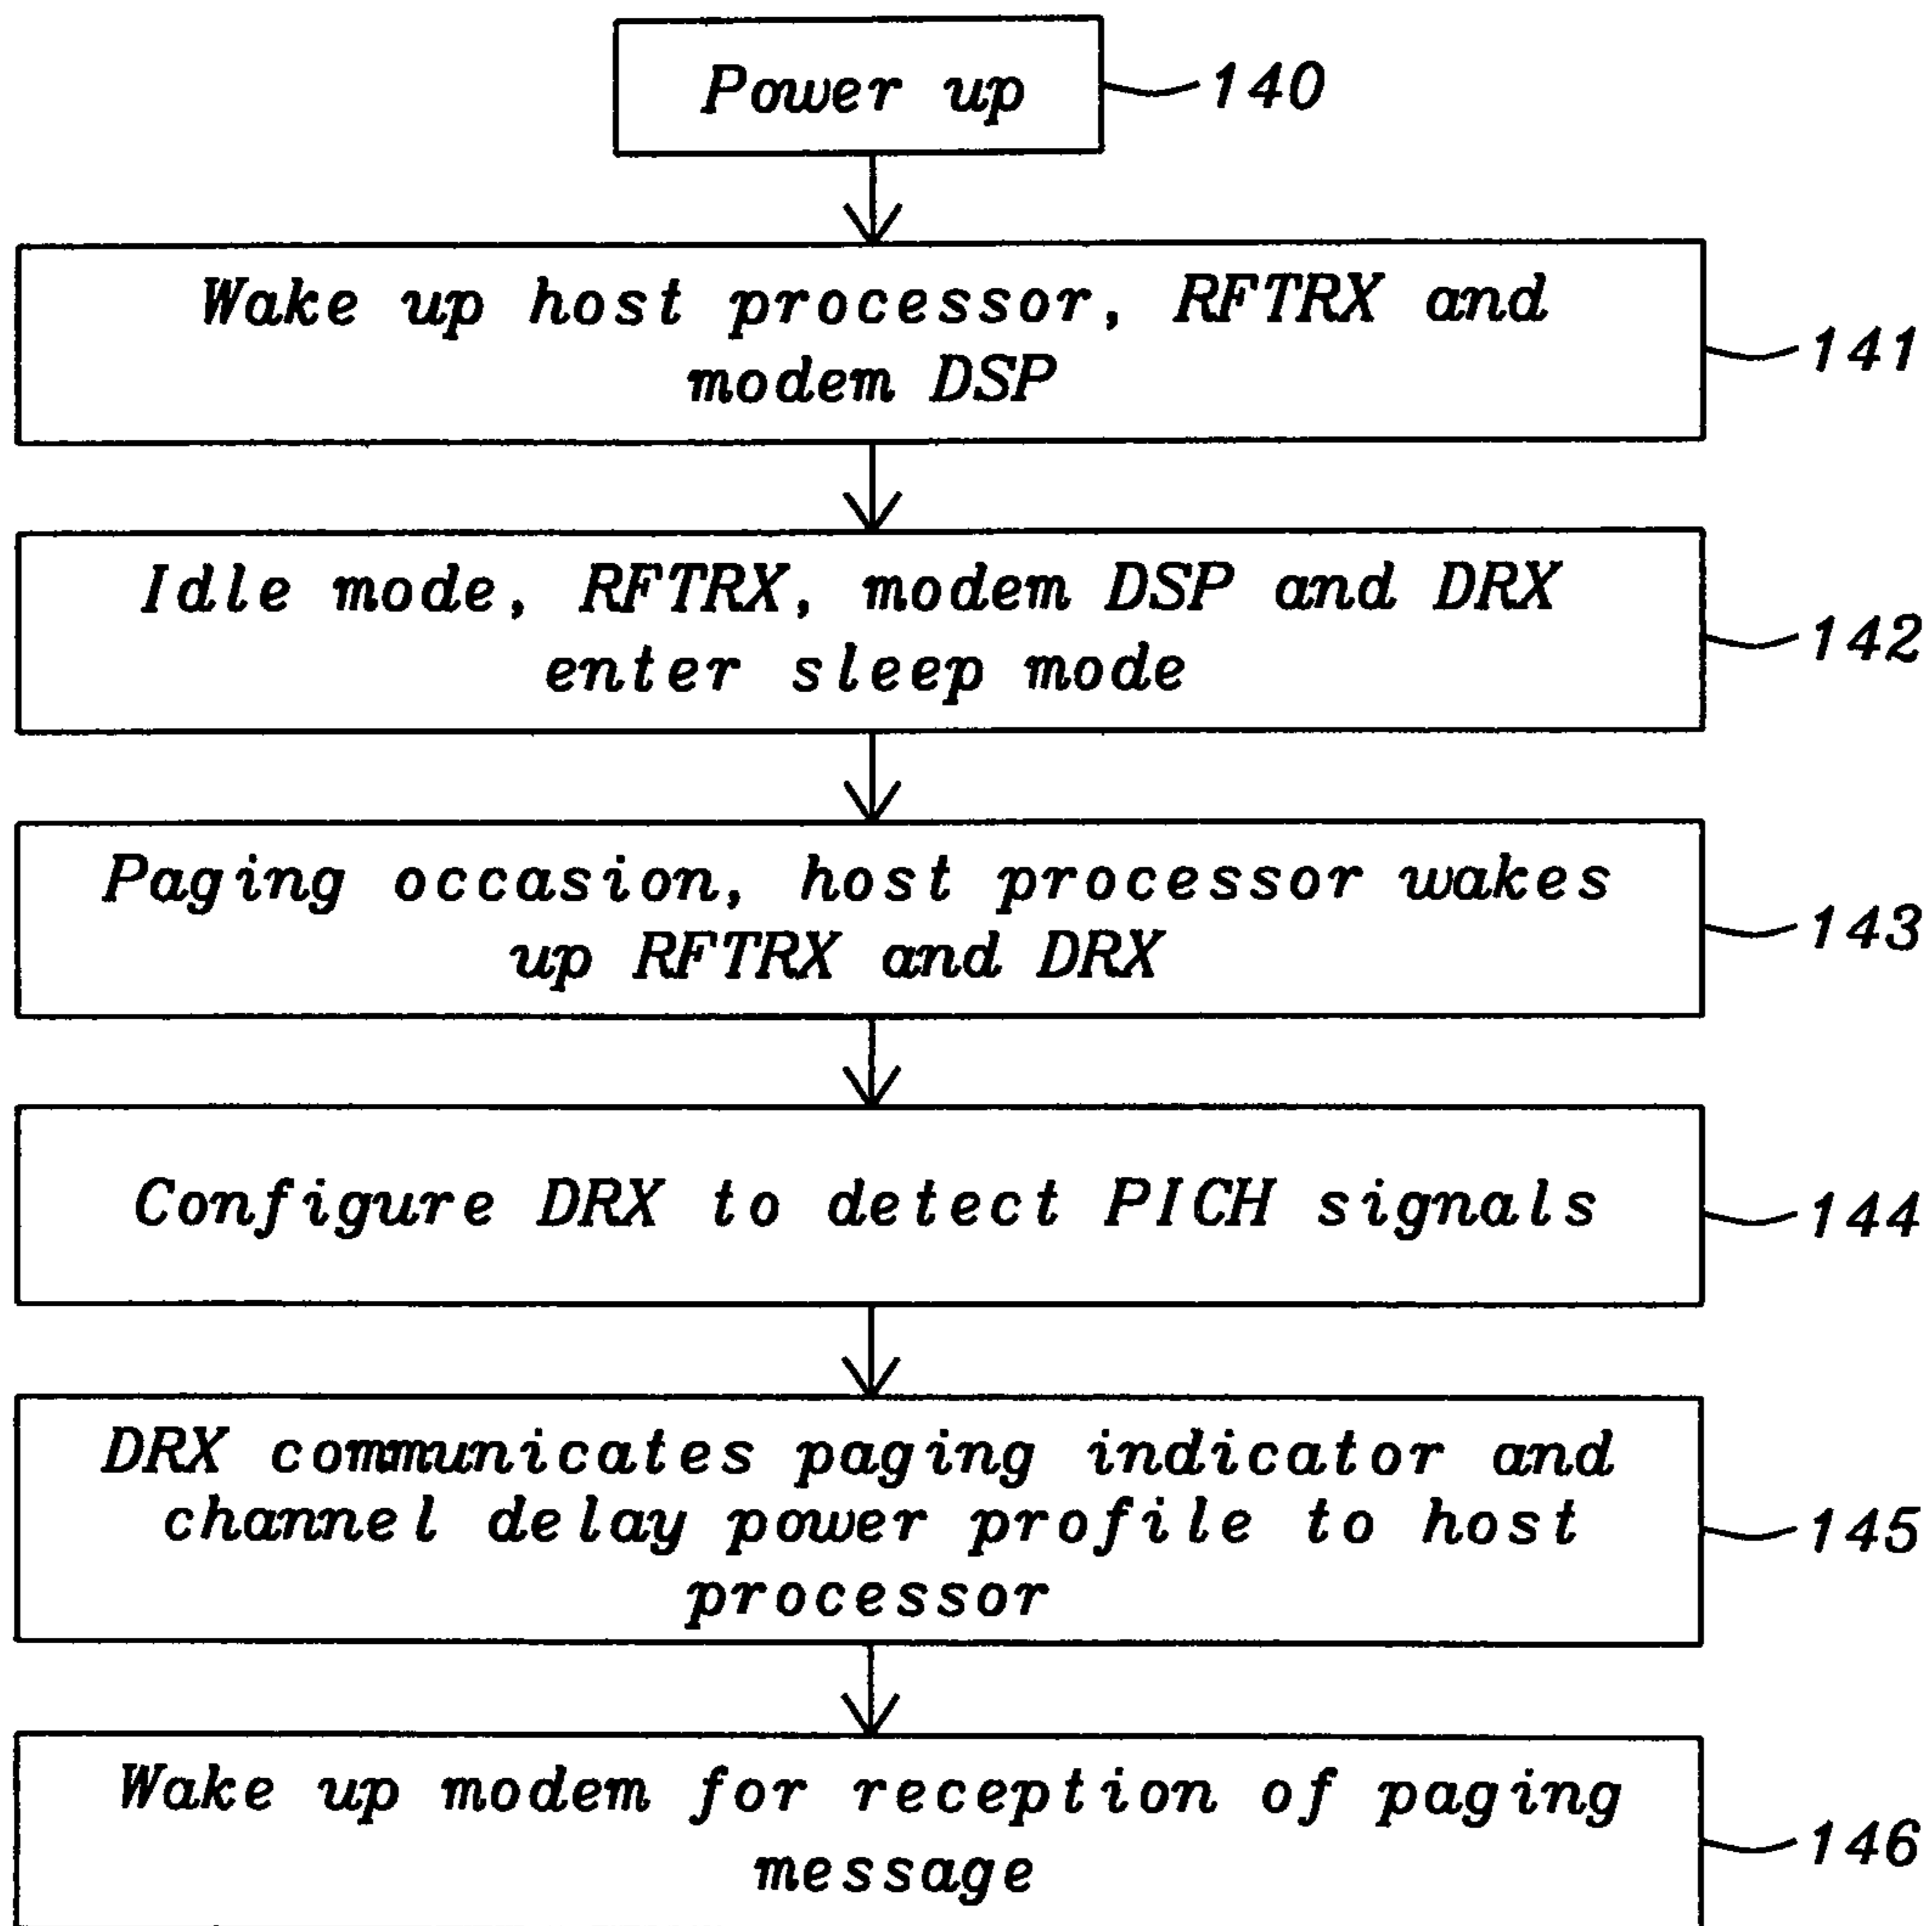 Power up
140
Wake up host processor, RFTRX and
modem DSP
141
Idle mode, RFTRX, modem DSP and DRX
enter sleep mode
142
Paging occasion, host processor wakes
up RFTRX and DRX
143
Configure DRX to detect PICH signals
144
DRX communicates paging indicator and
channel delay power profile to host
processor
145
Wake up modem for reception of paging
message
146